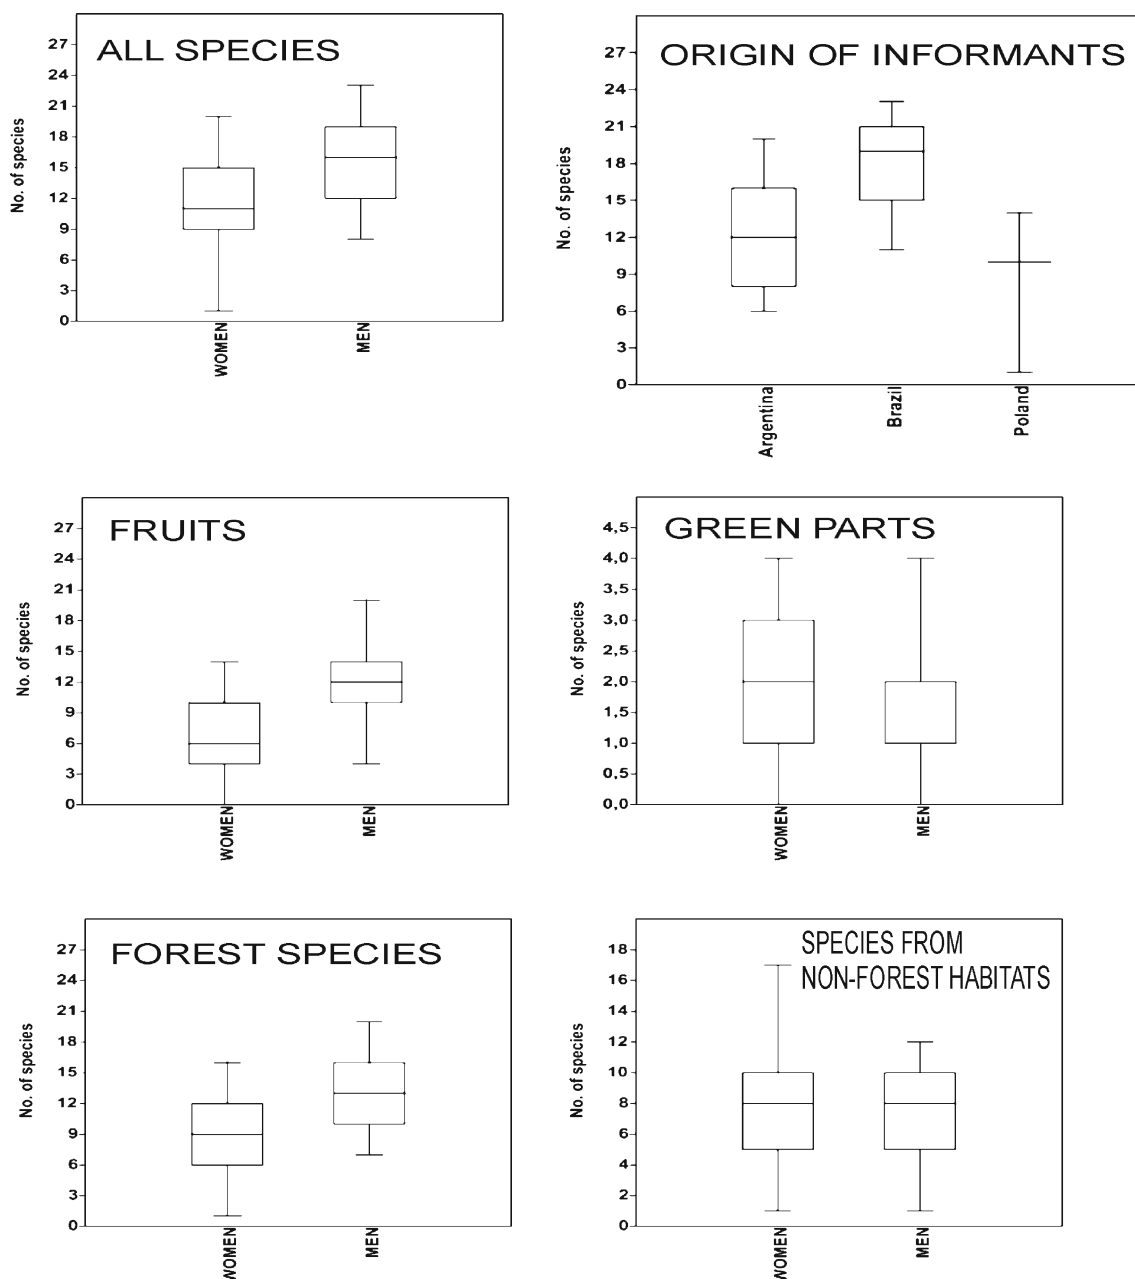 ALL SPECIES
No. of species
27
24
21
18
15
12
9
6
3
0
WOMEN
MEN
ORIGIN OF INFORMANTS
No. of species
27
24
21
18
15
12
9
6
3
0
Argentina
Brazil
Poland
FRUITS
No. of species
27
24
21
18
15
12
9
6
3
0
WOMEN
MEN
GREEN PARTS
No. of species
4,5
4,0
3,5
3,0
2,5
2,0
1,5
1,0
0,5
0,0
WOMEN
MEN
FOREST SPECIES
No. of species
27
24
21
18
15
12
9
6
3
0
WOMEN
MEN
SPECIES FROM
NON-FOREST HABITATS
No. of species
18
16
14
12
10
8
6
4
2
0
WOMEN
MEN